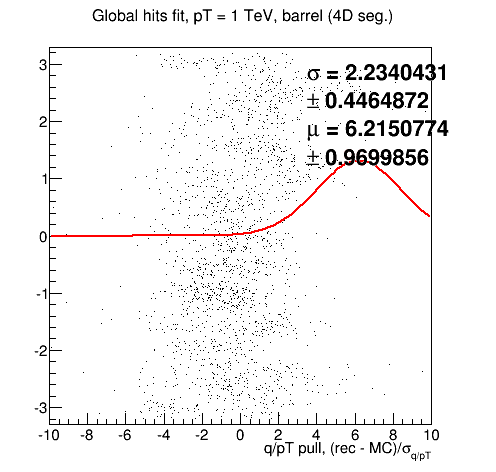 Global hits fit, pT = 1 TeV, barrel (4D seg.)
3
σ = 2.2340431
± 0.4464872
2
μ = 6.2150774
± 0.9699856
1
0
-1
-2
-3
-10 -8 -6 -4 -2 0 2 4 6 8 10
q/pT pull, (rec - MC)/σq/pT